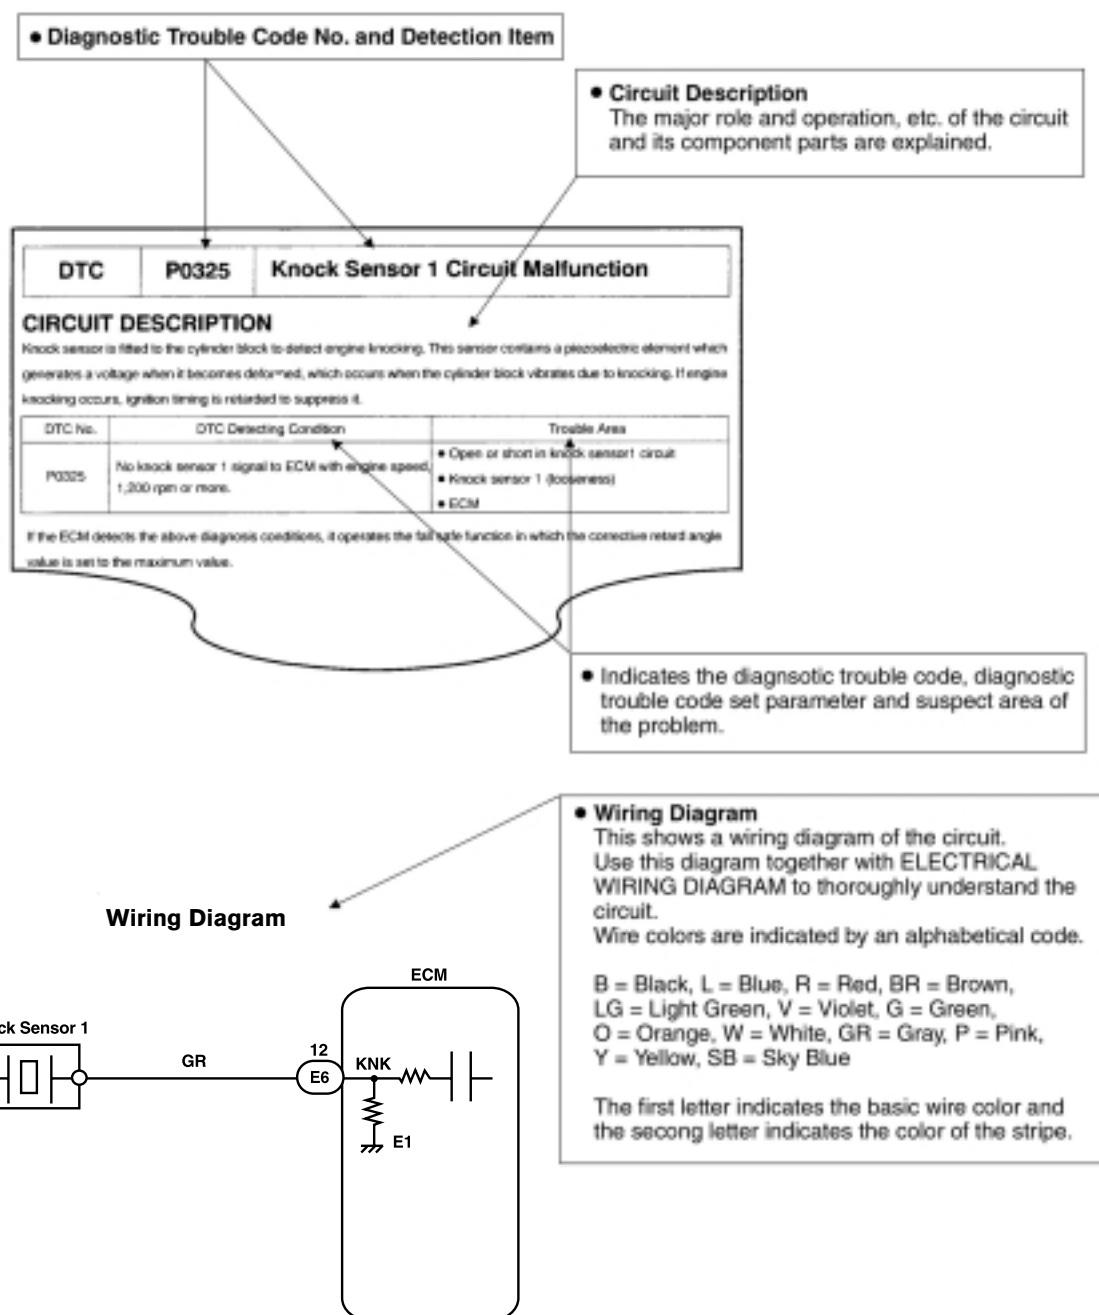 ● Diagnostic Trouble Code No. and Detection Item
● Circuit Description
The major role and operation, etc. of the circuit
and its component parts are explained.
DTC P0325 Knock Sensor 1 Circuit Malfunction
CIRCUIT DESCRIPTION
Knock sensor is fitted to the cylinder block to detect engine knocking. This sensor contains a piezoelectric element which
generates a voltage when it becomes deformed, which occurs when the cylinder block vibrates due to knocking. If engine
knocking occurs, ignition timing is retarded to suppress it.
DTC No. DTC Detecting Condition Trouble Area
P0325
No knock sensor 1 signal to ECM with engine speed,
1,200 rpm or more.
● Open or short in knock sensor1 circuit
● Knock sensor 1 (looseness)
● ECM
If the ECM detects the above diagnosis conditions, it operates the fail safe function in which the corrective retard angle
value is set to the maximum value.
● Indicates the diagnsotic trouble code, diagnostic
trouble code set parameter and suspect area of
the problem.
● Wiring Diagram
This shows a wiring diagram of the circuit.
Use this diagram together with ELECTRICAL
WIRING DIAGRAM to thoroughly understand the
circuit.
Wire colors are indicated by an alphabetical code.
B = Black, L = Blue, R = Red, BR = Brown,
LG = Light Green, V = Violet, G = Green,
O = Orange, W = White, GR = Gray, P = Pink,
Y = Yellow, SB = Sky Blue
The first letter indicates the basic wire color and
the secong letter indicates the color of the stripe.
Wiring Diagram
ECM
ck Sensor 1
GR
12
E6
KNK
E1